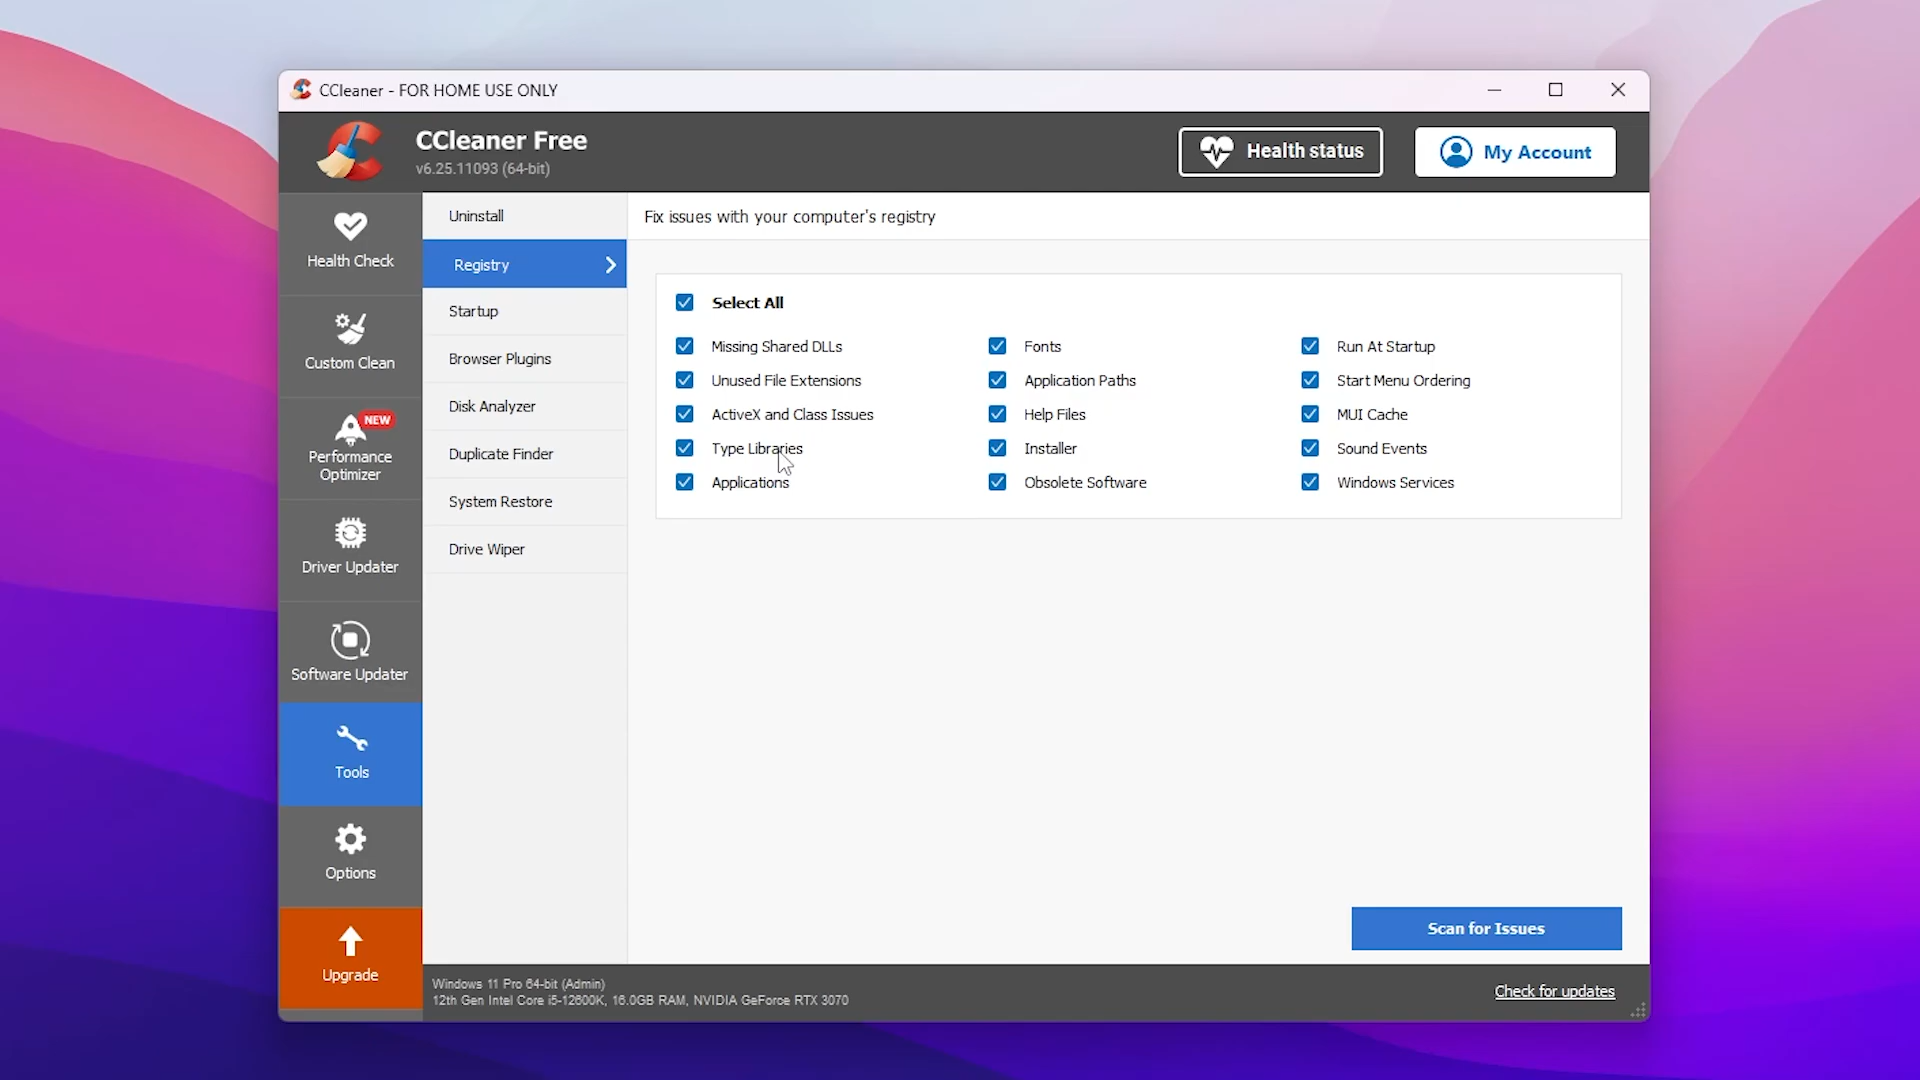 CCleaner - FOR HOME USE ONLY
CCleaner Free
v6.25.11093 (64-bit)
Health status
My Account
Health Check
Custom Clean
NEW
Performance
Optimizer
Driver Updater
Software Updater
Tools
Options
Upgrade
Uninstall
Registry
Startup
Browser Plugins
Disk Analyzer
Duplicate Finder
System Restore
Drive Wiper
Fix issues with your computer's registry
Select All
Missing Shared DLLs
Unused File Extensions
ActiveX and Class Issues
Type Libraries
Applications
Fonts
Application Paths
Help Files
Installer
Obsolete Software
Run At Startup
Start Menu Ordering
MUI Cache
Sound Events
Windows Services
Scan for Issues
Windows 11 Pro 64-bit (Admin)
12th Gen Intel Core i5-12600K, 16.0GB RAM, NVIDIA GeForce RTX 3070
Check for updates